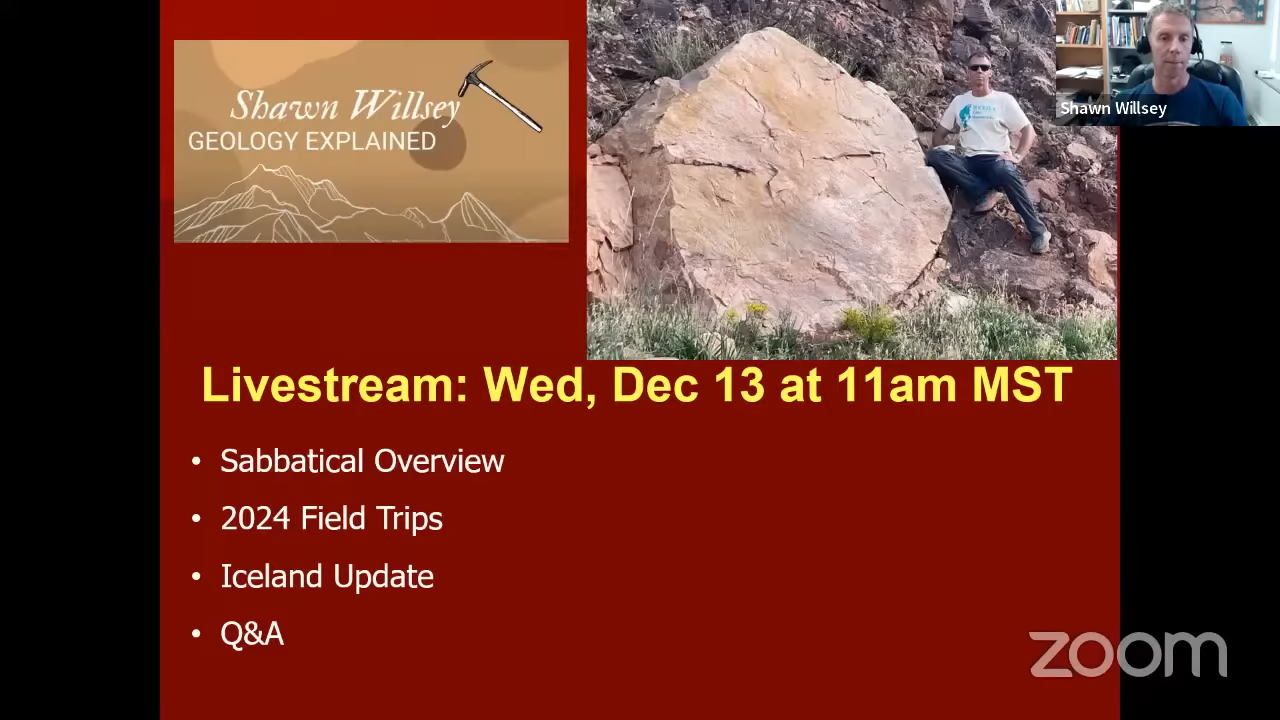 Shawn Willsey
GEOLOGY EXPLAINED
Shawn Willsey
Livestream: Wed, Dec 13 at 11am MST
• Sabbatical Overview
• 2024 Field Trips
• Iceland Update
• Q&A
zoom